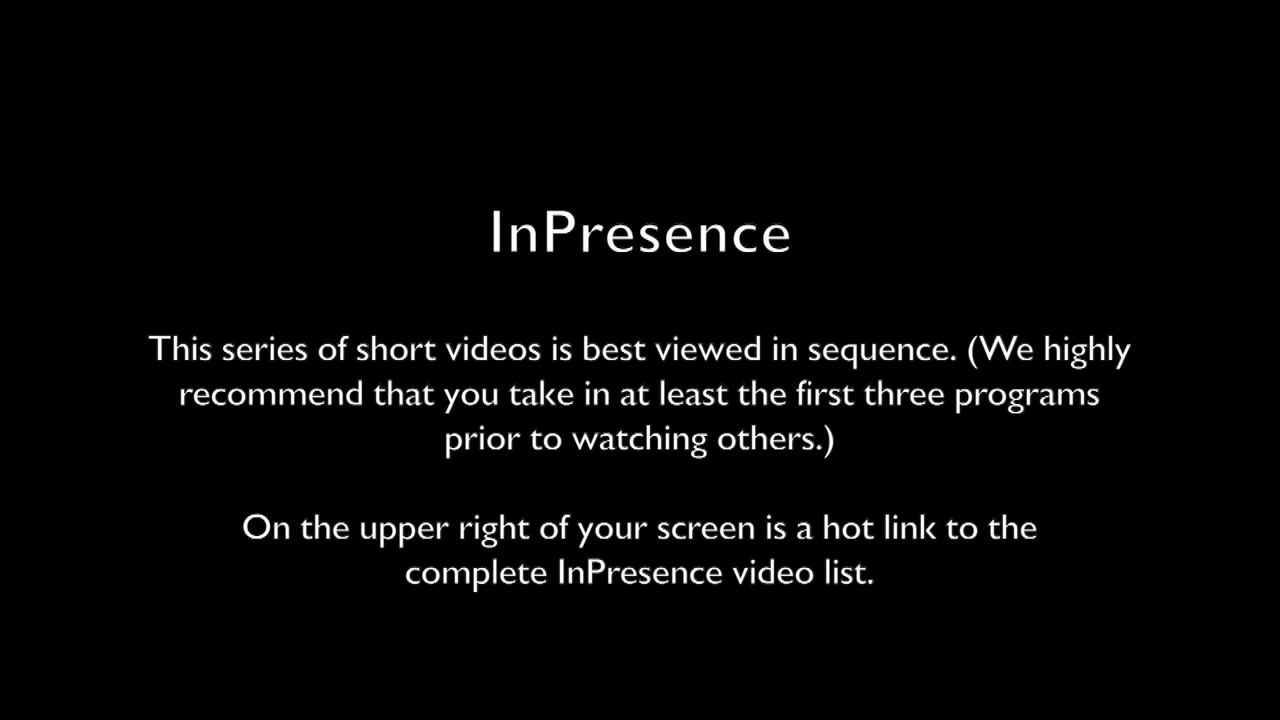 InPresence
This series of short videos is best viewed in sequence. (We highly
recommend that you take in at least the first three programs
prior to watching others.)
On the upper right of your screen is a hot link to the
complete InPresence video list.